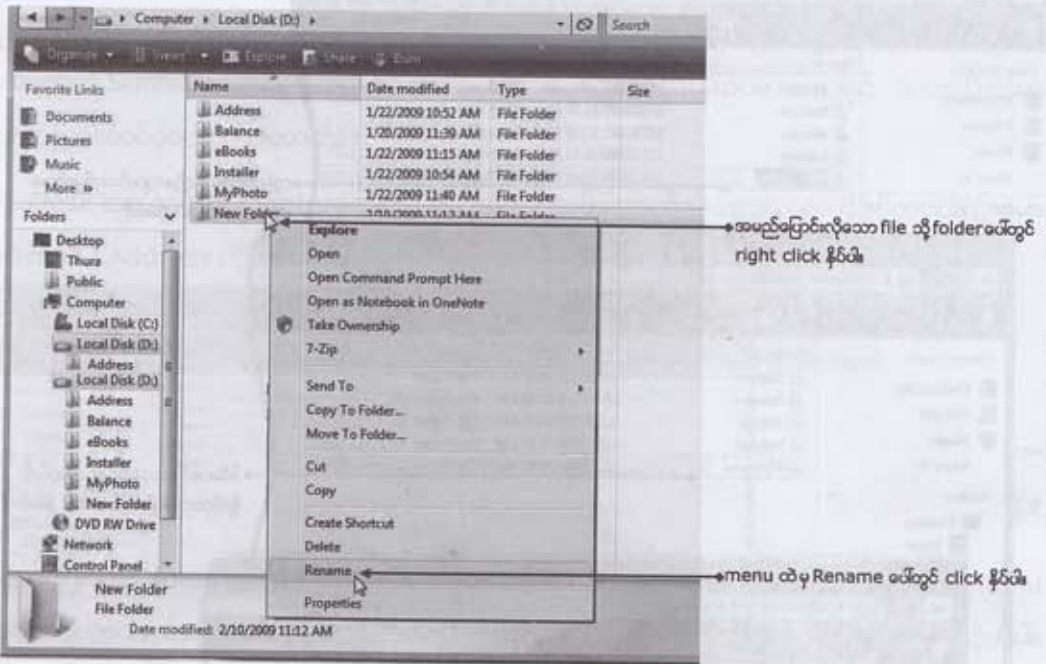 Computer ▸ Local Disk (D:) ▸
Search
Organize Views Explore Share Burn
Favorite Links
Documents
Pictures
Music
More »
Folders
Desktop
Thura
Public
Computer
Local Disk (C:)
Local Disk (D:)
Address
Local Disk (D:)
Address
Balance
eBooks
Installer
MyPhoto
New Folder
DVD RW Drive
Network
Control Panel
Name Date modified Type Size
Address 1/22/2009 10:52 AM File Folder
Balance 1/20/2009 11:39 AM File Folder
eBooks 1/22/2009 11:15 AM File Folder
Installer 1/22/2009 10:54 AM File Folder
MyPhoto 1/22/2009 11:40 AM File Folder
New Folder 2/10/2009 11:12 AM File Folder
Explore
Open
Open Command Prompt Here
Open as Notebook in OneNote
Take Ownership
7-Zip
Send To
Copy To Folder...
Move To Folder...
Cut
Copy
Create Shortcut
Delete
Rename
Properties
New Folder
File Folder
Date modified: 2/10/2009 11:12 AM
အမည်ပြောင်းလိုသော file သို့ folder ပေါ်တွင်
right click နှိပ်ပါ။
menu ထဲမှ Rename ပေါ်တွင် click နှိပ်ပါ။